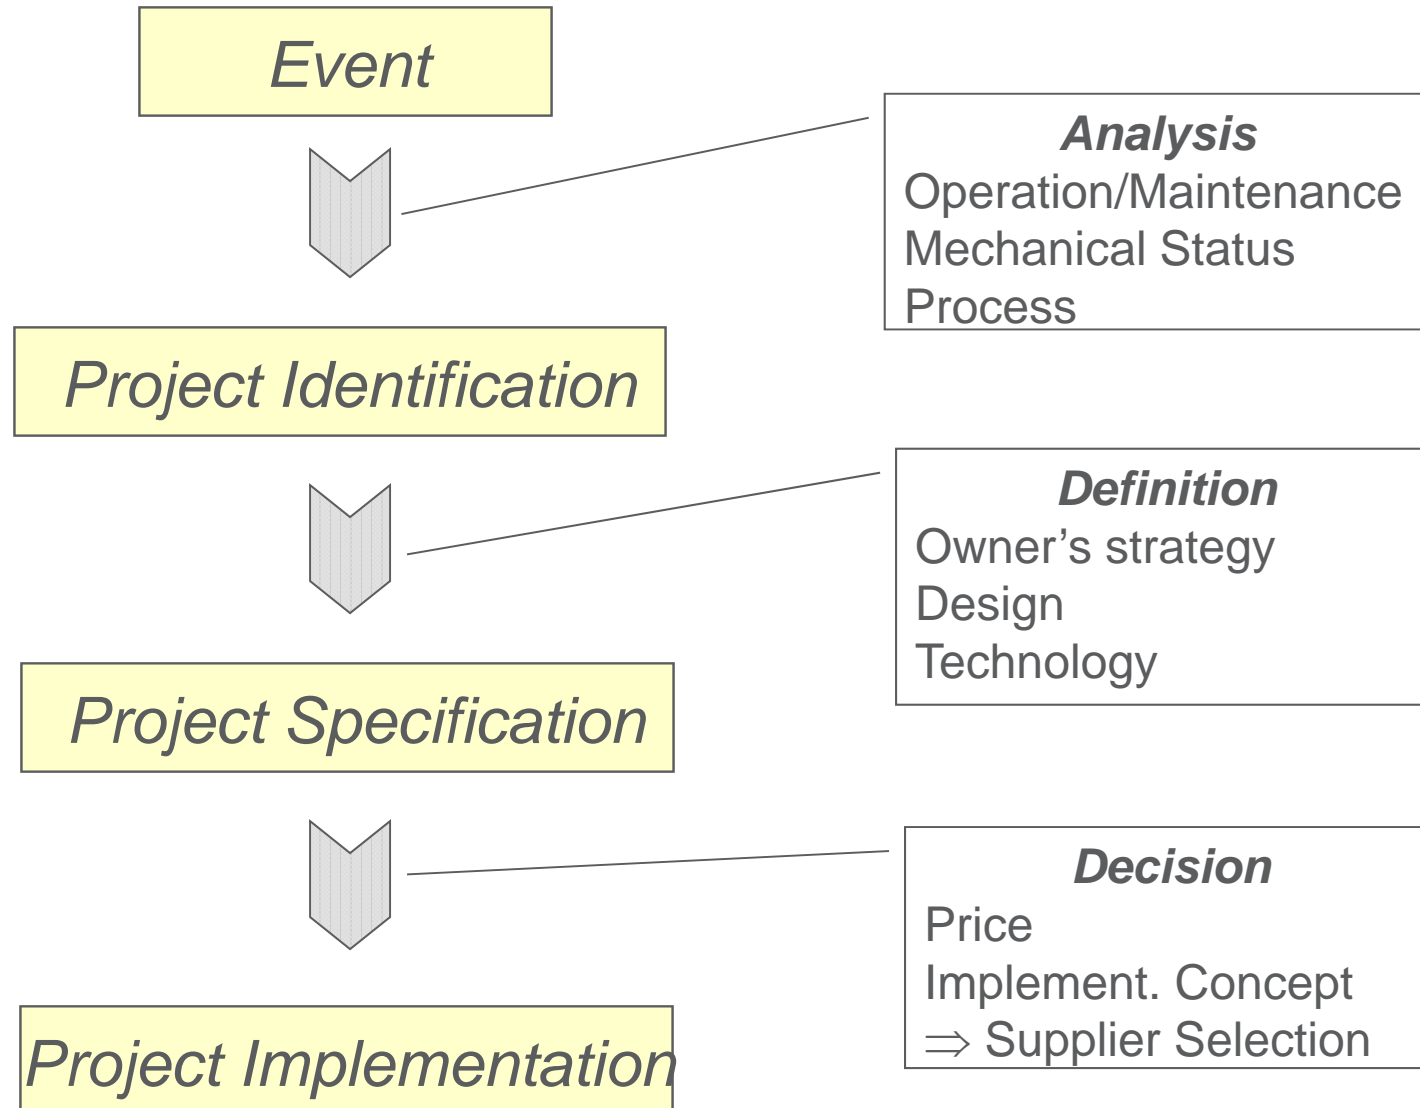 Event
Analysis
Operation/Maintenance
Mechanical Status
Process
Project Identification
Definition
Owner’s strategy
Design
Technology
Project Specification
Decision
Price
Implement. Concept
⇒ Supplier Selection
Project Implementation